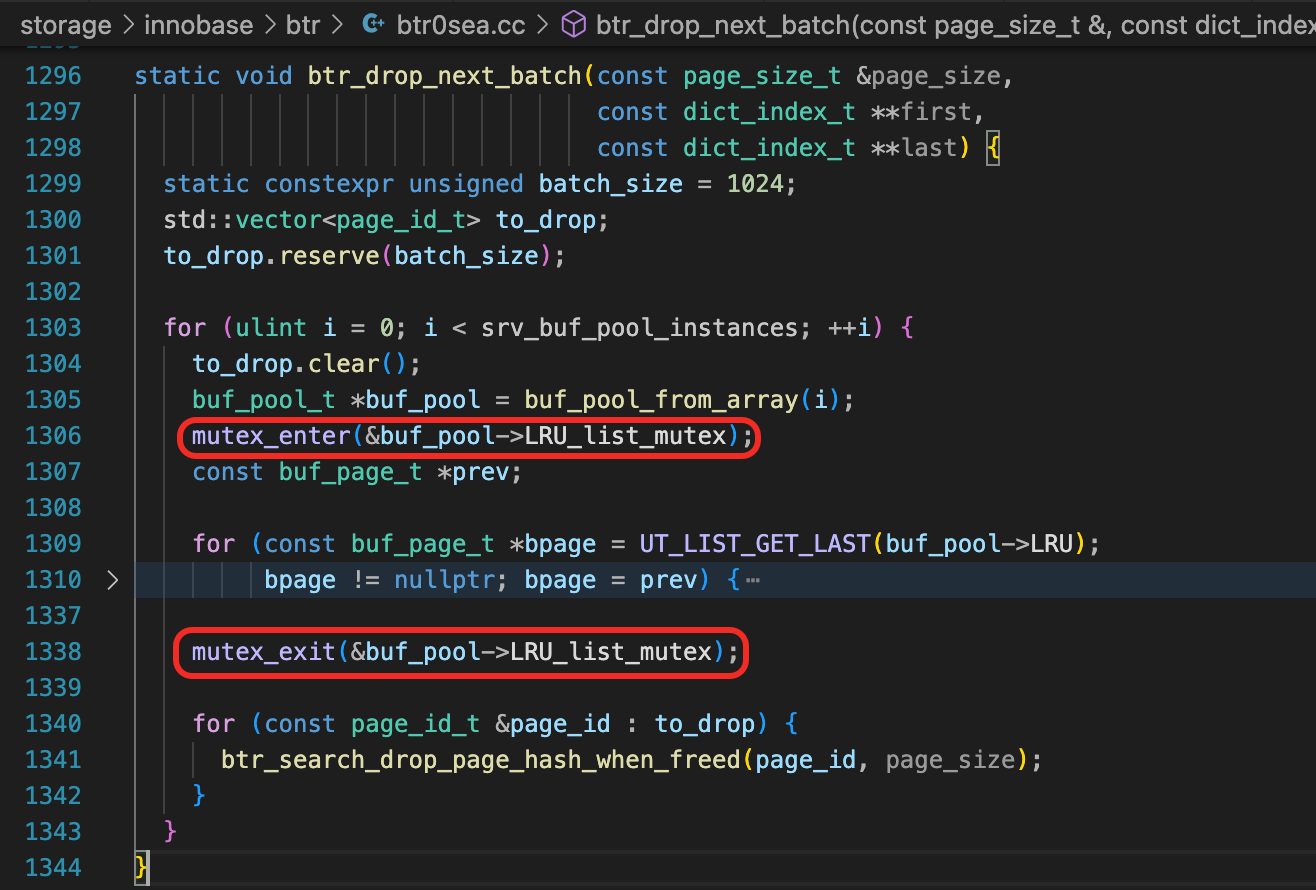 storage > innobase > btr > btr0sea.cc > btr_drop_next_batch(const page_size_t &, const dict_index
1296 static void btr_drop_next_batch(const page_size_t &page_size,
1297 const dict_index_t **first,
1298 const dict_index_t **last) {
1299 static constexpr unsigned batch_size = 1024;
1300 std::vector<page_id_t> to_drop;
1301 to_drop.reserve(batch_size);
1302
1303 for (ulint i = 0; i < srv_buf_pool_instances; ++i) {
1304 to_drop.clear();
1305 buf_pool_t *buf_pool = buf_pool_from_array(i);
1306 mutex_enter(&buf_pool->LRU_list_mutex);
1307 const buf_page_t *prev;
1308
1309 for (const buf_page_t *bpage = UT_LIST_GET_LAST(buf_pool->LRU);
1310 > bpage != nullptr; bpage = prev) {⋯
1337
1338 mutex_exit(&buf_pool->LRU_list_mutex);
1339
1340 for (const page_id_t &page_id : to_drop) {
1341 btr_search_drop_page_hash_when_freed(page_id, page_size);
1342 }
1343 }
1344 }